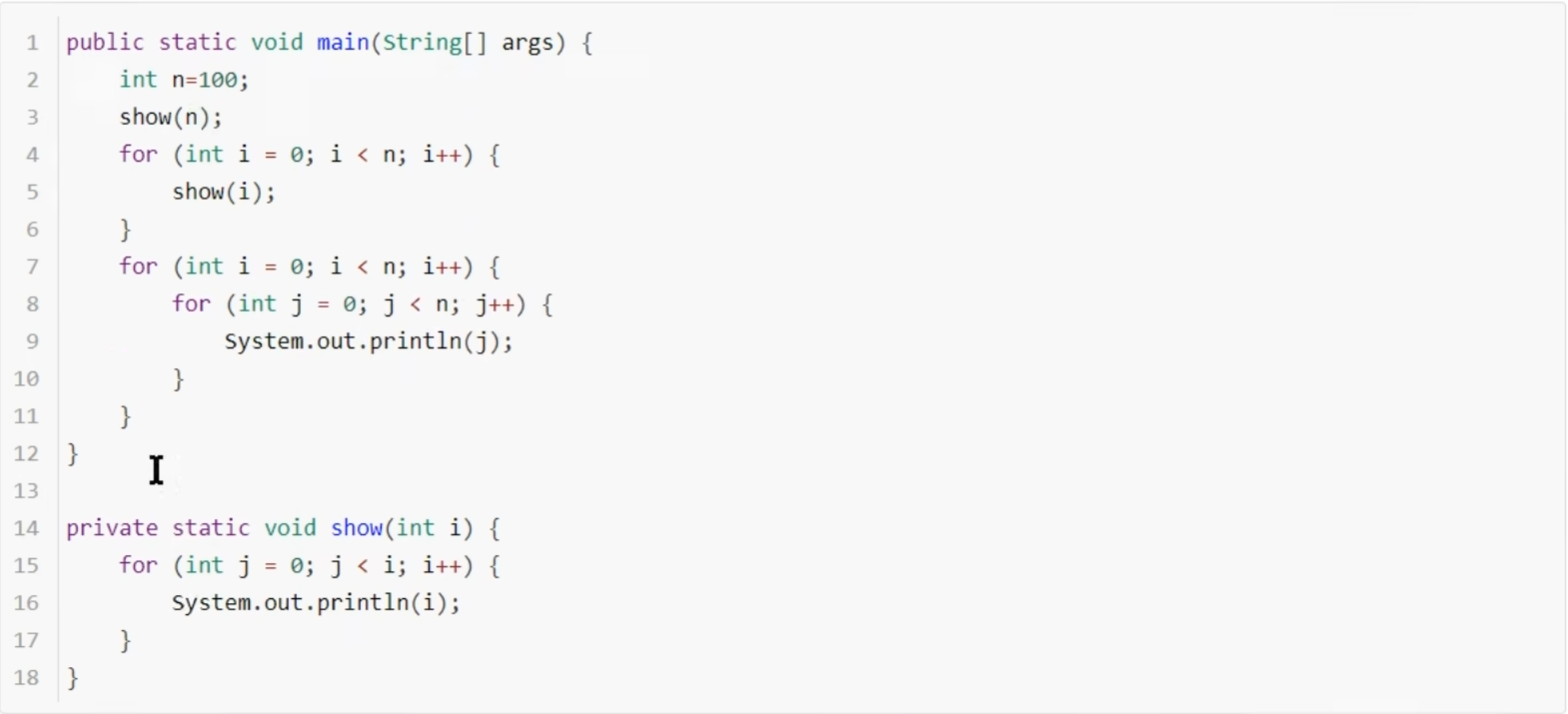 1 public static void main(String[] args) {
2     int n=100;
3     show(n);
4     for (int i = 0; i < n; i++) {
5         show(i);
6     }
7     for (int i = 0; i < n; i++) {
8         for (int j = 0; j < n; j++) {
9             System.out.println(j);
10         }
11     }
12 }
13
14 private static void show(int i) {
15     for (int j = 0; j < i; i++) {
16         System.out.println(i);
17     }
18 }